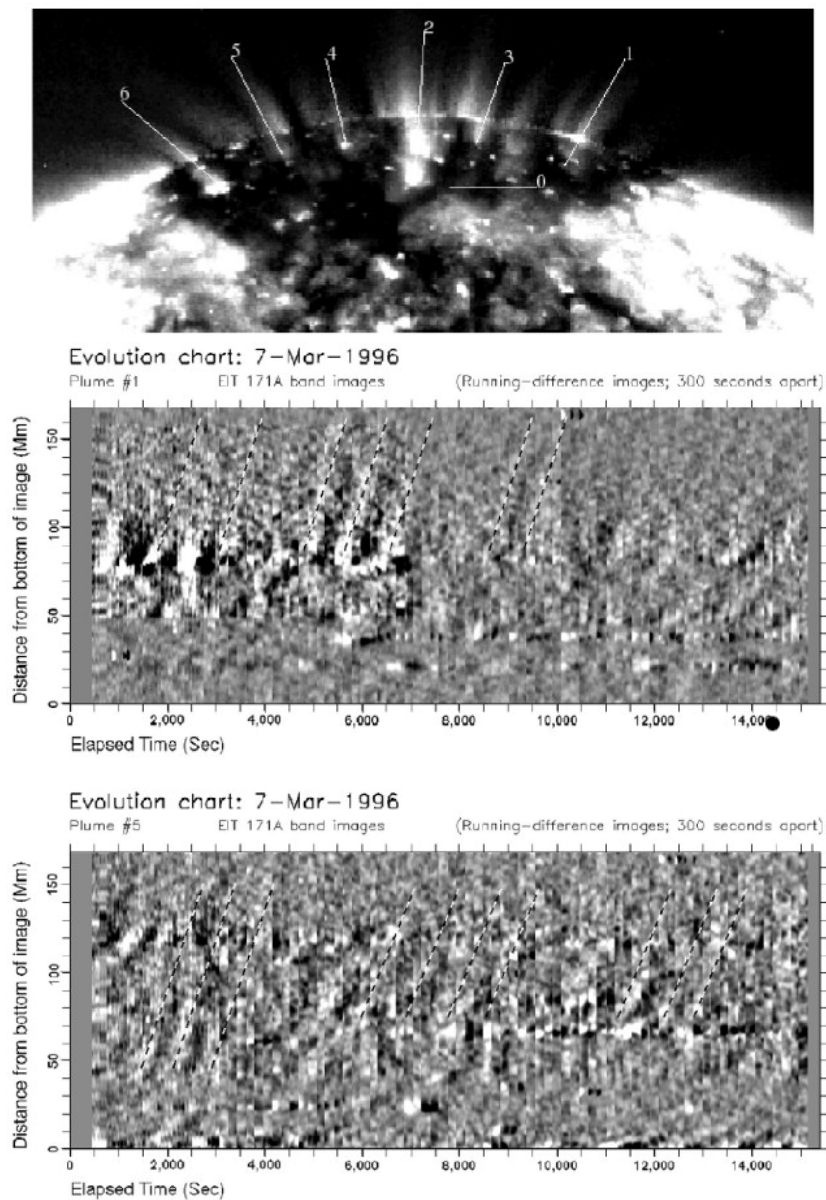 2
5 4 3 1
6
0
Evolution chart: 7-Mar-1996
Plume #1 EIT 171A band images (Running-difference images; 300 seconds apart)
Distance from bottom of image (Mm)
150
100
50
0
0 2,000 4,000 6,000 8,000 10,000 12,000 14,000
Elapsed Time (Sec)
Evolution chart: 7-Mar-1996
Plume #5 EIT 171A band images (Running-difference images; 300 seconds apart)
Distance from bottom of image (Mm)
150
100
50
0
0 2,000 4,000 6,000 8,000 10,000 12,000 14,000
Elapsed Time (Sec)